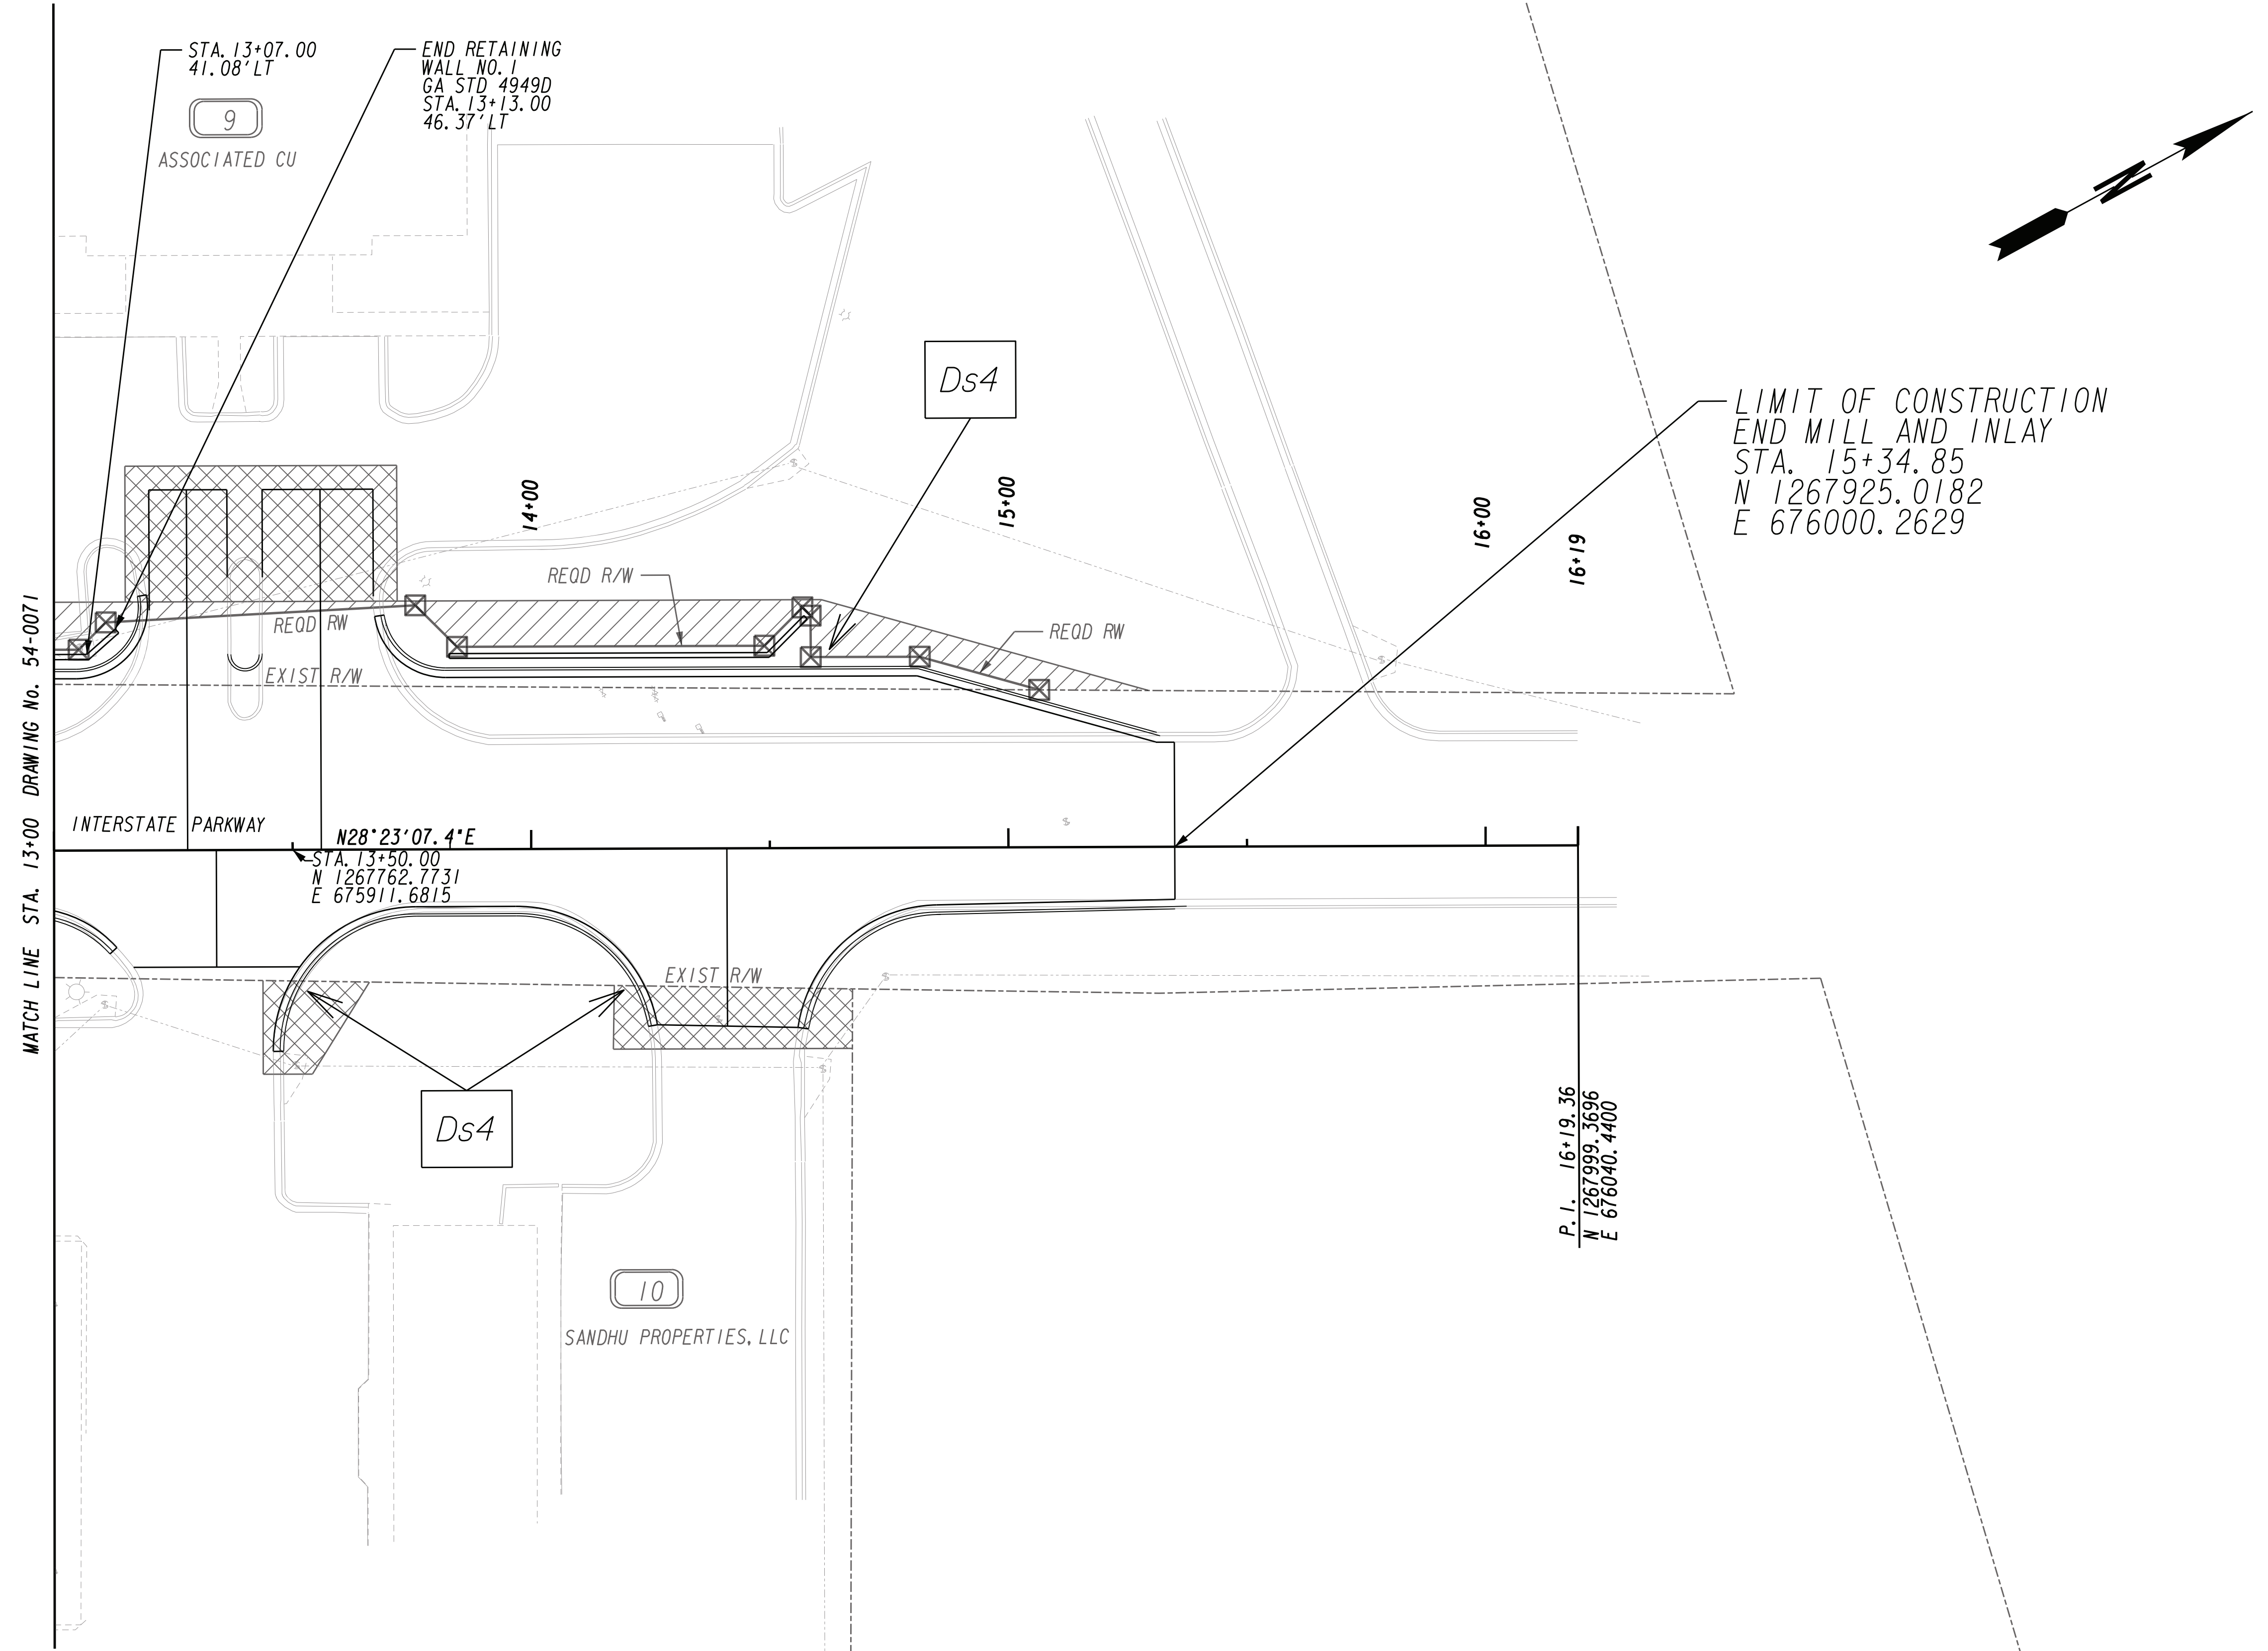 STA. 13+07.00
41.08' LT
END RETAINING
WALL NO. 1
GA STD 4949D
STA. 13+13.00
46.37' LT
9
ASSOCIATED CU
Ds4
LIMIT OF CONSTRUCTION
END MILL AND INLAY
STA. 15+34.85
N 1267925.0182
E 676000.2629
14+00
15+00
16+00
16+19
REQD R/W
REQD RW
REQD RW
EXIST R/W
MATCH LINE STA. 13+00 DRAWING No. 54-0071
INTERSTATE PARKWAY
N28°23'07.4"E
STA. 13+50.00
N 1267762.7731
E 675911.6815
EXIST R/W
Ds4
P.I. 16+19.36
N 1267999.3696
E 676040.4400
10
SANDHU PROPERTIES, LLC
N